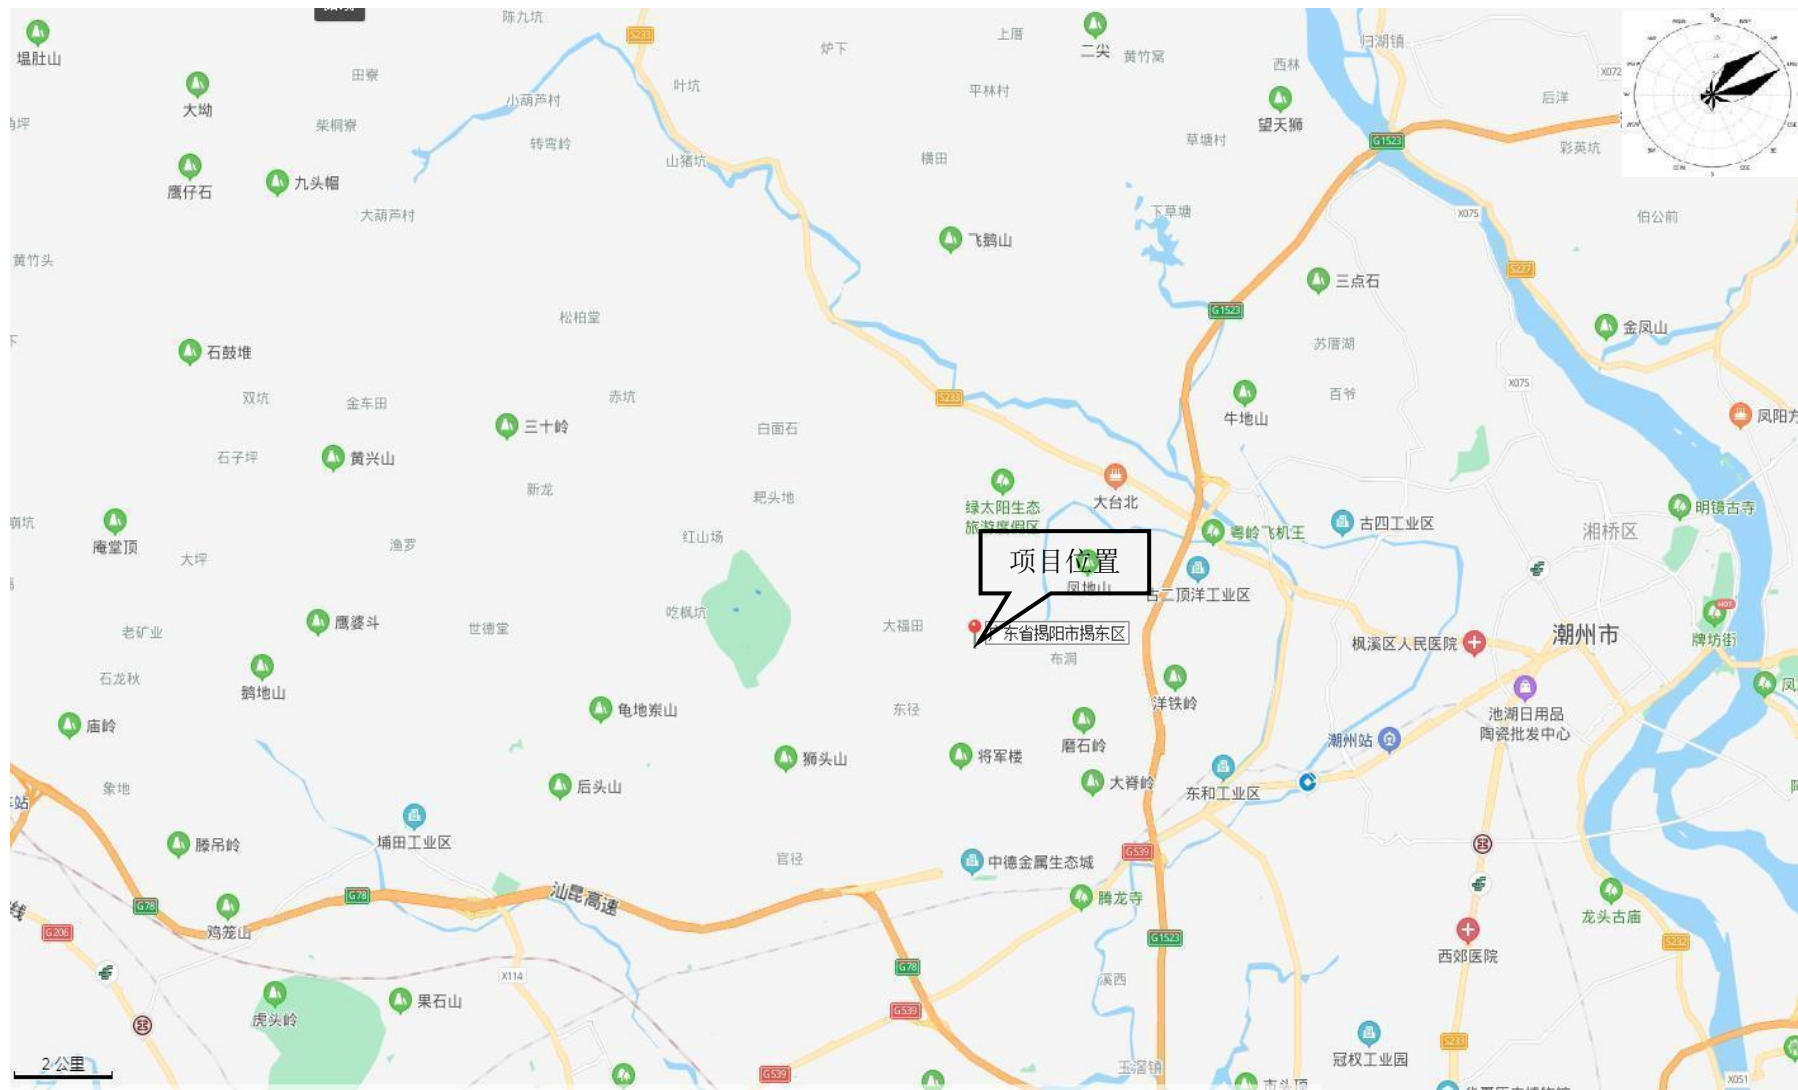 陈九坑
S233
二尖
上厝
归湖镇
塭肚山
炉下
黄竹窝
西林
X072
田寮
叶坑
大坳
小葫芦村
平林村
后洋
望天狮
柴桐寮
转弯岭
草塘村
G1523
彩英坑
山猪坑
横田
鹰仔石
九头帽
大葫芦村
下草塘
X075
伯公前
飞鹅山
黄竹头
S227
三点石
G1523
松柏堂
金凤山
苏厝湖
石鼓堆
X075
双坑
金车田
赤坑
S233
百爷
牛地山
凤阳方
三十岭
白面石
石子坪
黄兴山
新龙
耙头地
绿太阳生态
旅游度假区
大台北
明镜古寺
庵堂顶
渔罗
红山场
粤岭飞机王
古四工业区
湘桥区
大坪
项目位置
凤地山
古二顶洋工业区
鹰婆斗
吃枫坑
老矿业
世德堂
大福田
东省揭阳市揭东区
枫溪区人民医院
潮州市
牌坊街
布洞
石龙秋
鹅地山
洋铁岭
庙岭
龟地岽山
东径
池湖日用品
陶瓷批发中心
磨石岭
潮州站
狮头山
将军楼
象地
后头山
大脊岭
东和工业区
埔田工业区
滕吊岭
官径
中德金属生态城
G539
G78
G78
汕昆高速
腾龙寺
龙头古庙
鸡笼山
G206
G1523
S232
西郊医院
G78
X114
溪西
虎头岭
果石山
G539
冠权工业园
S233
2公里
玉滘镇
G539
X051